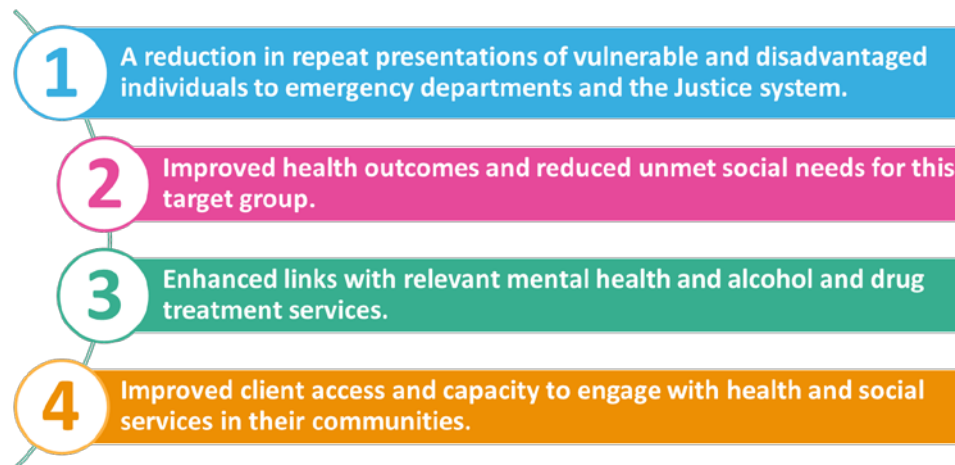 1
A reduction in repeat presentations of vulnerable and disadvantaged
individuals to emergency departments and the Justice system.
2
Improved health outcomes and reduced unmet social needs for this
target group.
3
Enhanced links with relevant mental health and alcohol and drug
treatment services.
4
Improved client access and capacity to engage with health and social
services in their communities.